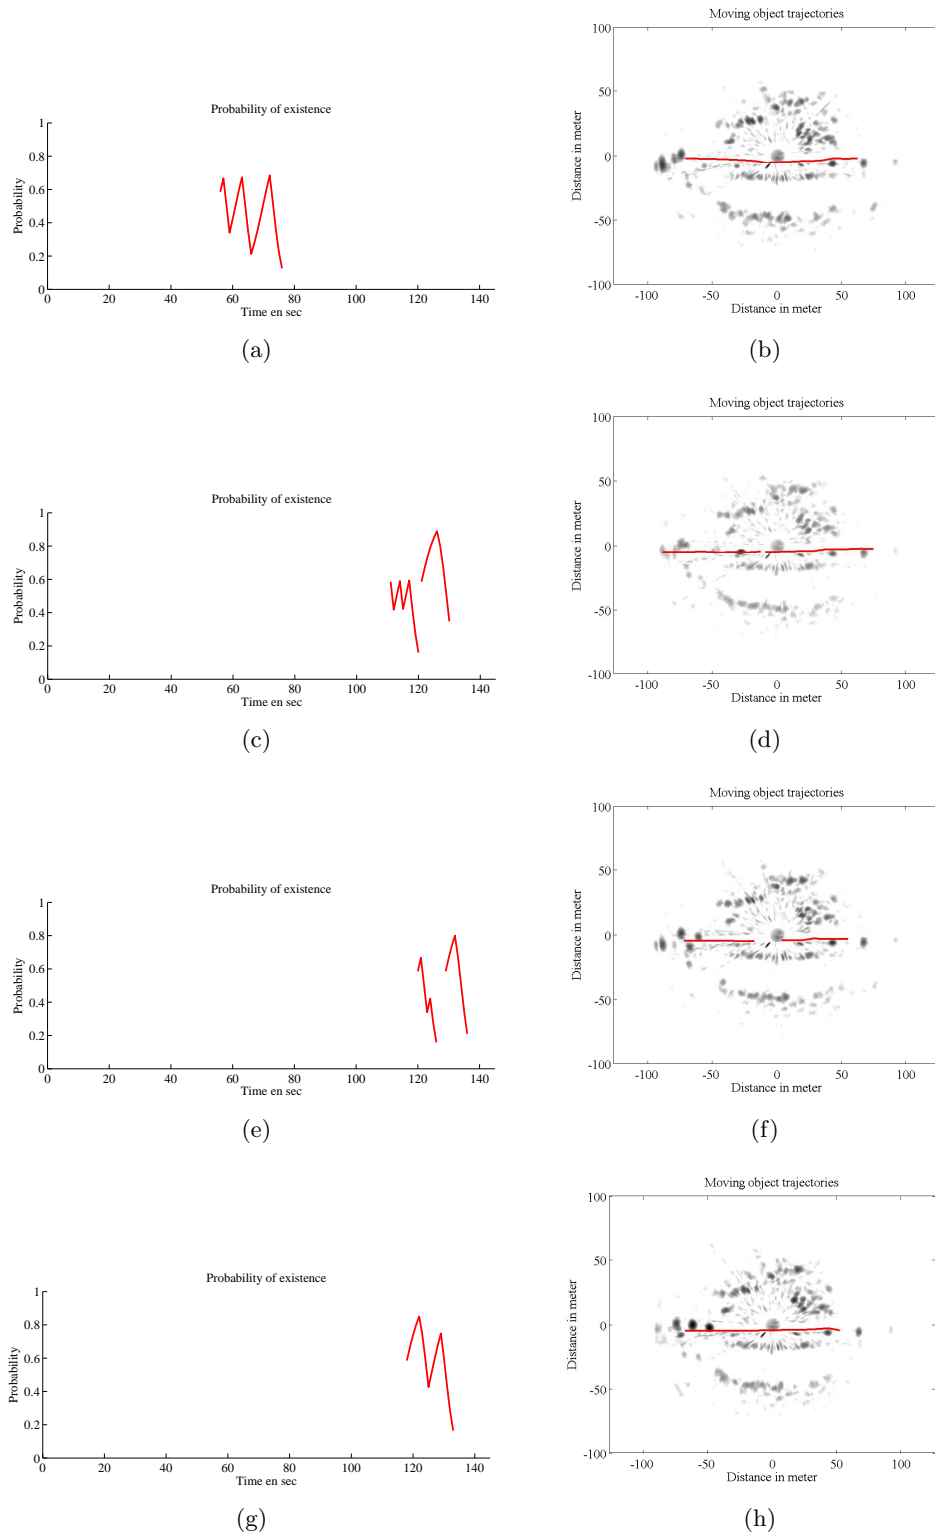 Moving object trajectories
100
50
0
-50
-100
Distance in meter
-100 -50 0 50 100
Distance in meter
Probability of existence
1
0.8
0.6
0.4
0.2
0
Probability
0 20 40 60 80 100 120 140
Time en sec
(a) (b)
Moving object trajectories
100
50
0
-50
-100
Distance in meter
-100 -50 0 50 100
Distance in meter
Probability of existence
1
0.8
0.6
0.4
0.2
0
Probability
0 20 40 60 80 100 120 140
Time en sec
(c) (d)
Moving object trajectories
100
50
0
-50
-100
Distance in meter
-100 -50 0 50 100
Distance in meter
Probability of existence
1
0.8
0.6
0.4
0.2
0
Probability
0 20 40 60 80 100 120 140
Time en sec
(e) (f)
Moving object trajectories
100
50
0
-50
-100
Distance in meter
-100 -50 0 50 100
Distance in meter
Probability of existence
1
0.8
0.6
0.4
0.2
0
Probability
0 20 40 60 80 100 120 140
Time en sec
(g) (h)